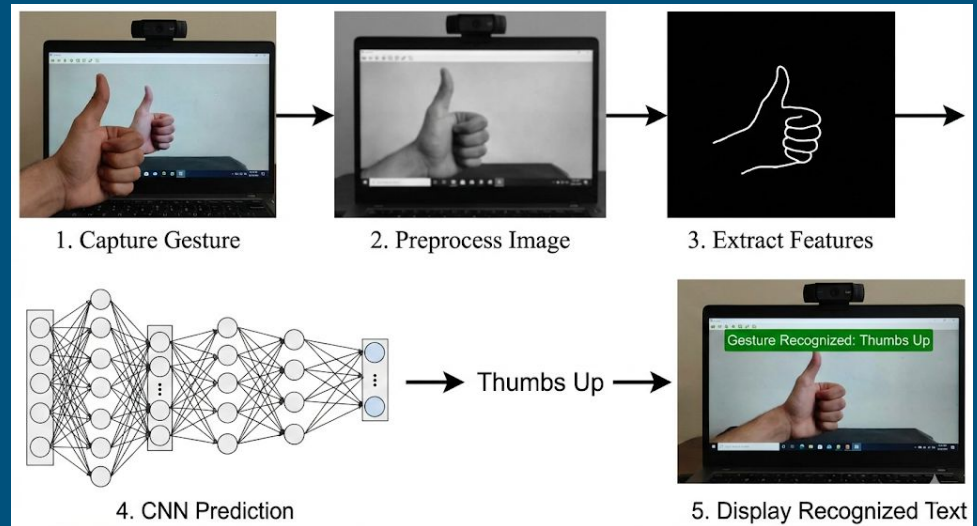 1. Capture Gesture
2. Preprocess Image
3. Extract Features
Thumbs Up
4. CNN Prediction
Gesture Recognized: Thumbs Up
5. Display Recognized Text